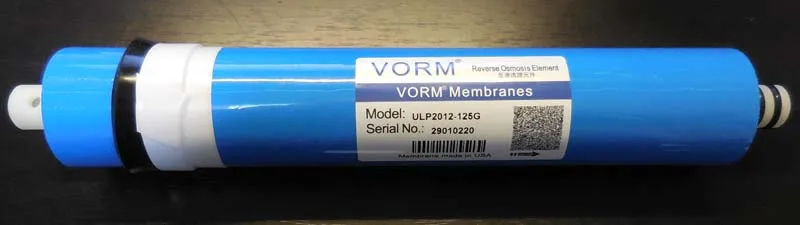 VORM®
Reverse Osmosis Element
反渗透膜元件
VORM® Membranes
Model: ULP2012-125G
Serial No.: 29010220
Membrane made in USA